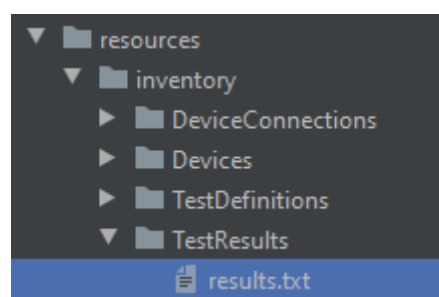 resources
inventory
DeviceConnections
Devices
TestDefinitions
TestResults
results.txt